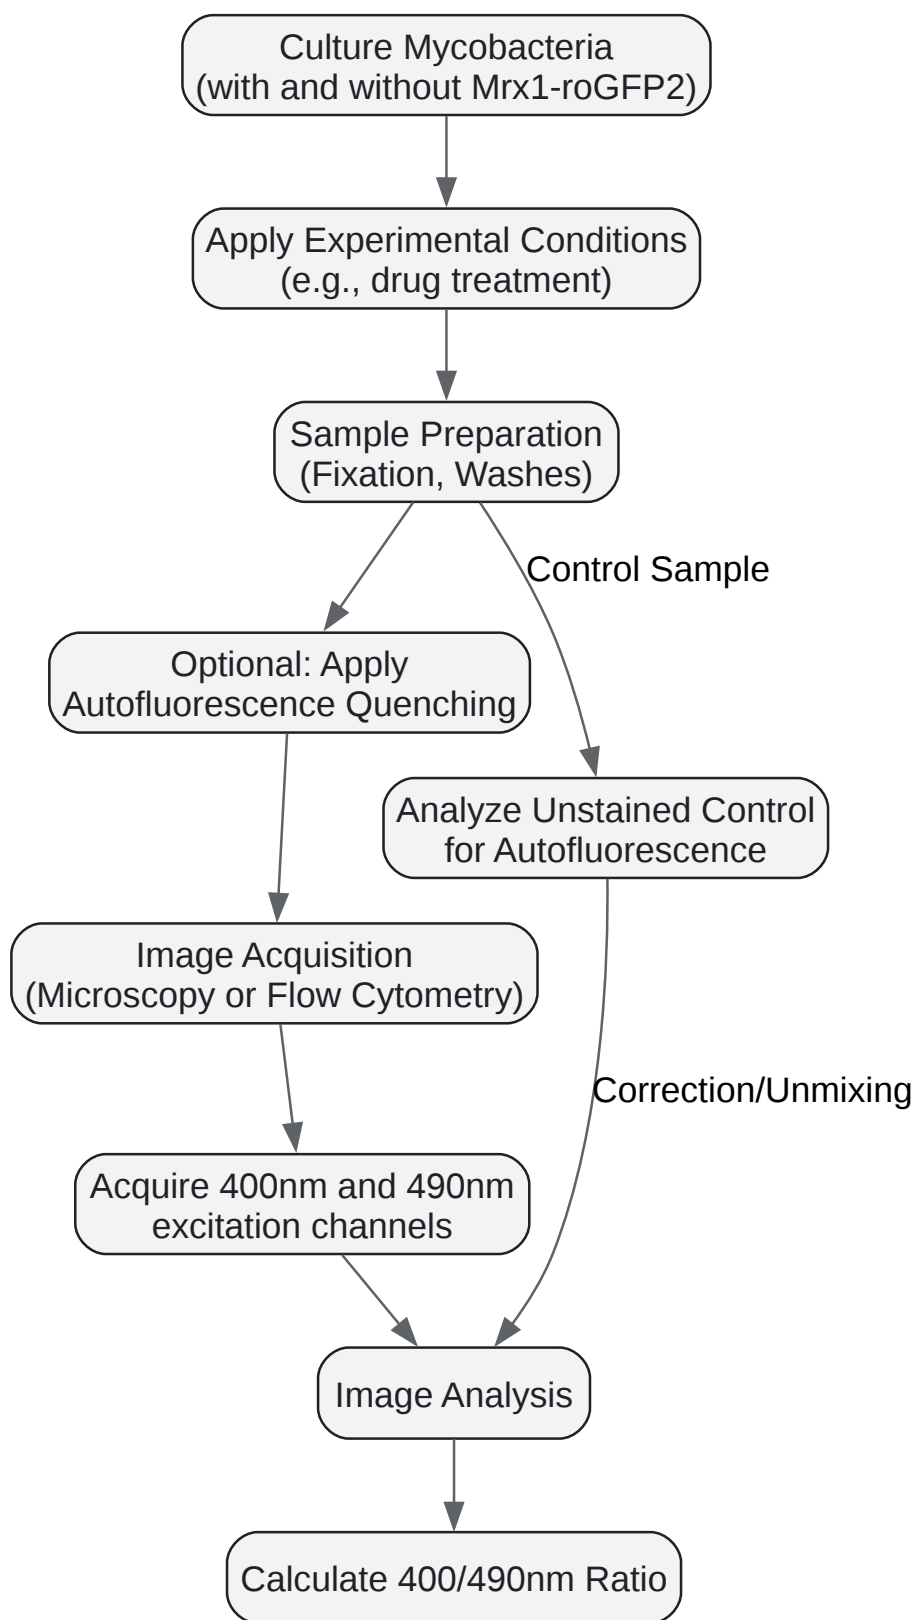 Culture Mycobacteria
(with and without Mrx1-roGFP2)
Apply Experimental Conditions
(e.g., drug treatment)
Sample Preparation
(Fixation, Washes)
Control Sample
Optional: Apply
Autofluorescence Quenching
Analyze Unstained Control
for Autofluorescence
Image Acquisition
(Microscopy or Flow Cytometry)
Correction/Unmixing
Acquire 400nm and 490nm
excitation channels
Image Analysis
Calculate 400/490nm Ratio